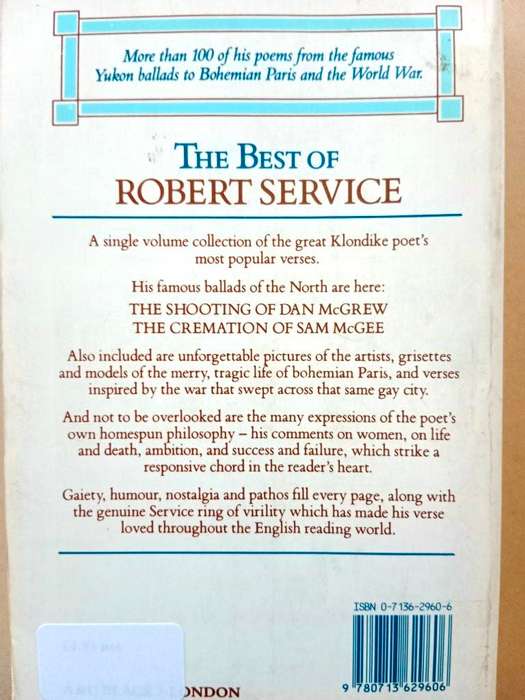 More than 100 of his poems from the famous
Yukon ballads to Bohemian Paris and the World War.
THE BEST OF
ROBERT SERVICE
A single volume collection of the great Klondike poet's
most popular verses.
His famous ballads of the North are here:
THE SHOOTING OF DAN McGREW
THE CREMATION OF SAM McGEE
Also included are unforgettable pictures of the artists, grisettes
and models of the merry, tragic life of bohemian Paris, and verses
inspired by the war that swept across that same gay city.
And not to be overlooked are the many expressions of the poet's
own homespun philosophy – his comments on women, on life
and death, ambition, and success and failure, which strike a
responsive chord in the reader's heart.
Gaiety, humour, nostalgia and pathos fill every page, along with
the genuine Service ring of virility which has made his verse
loved throughout the English reading world.
ISBN 0-7136-2960-6
9 780713 629606
LONDON